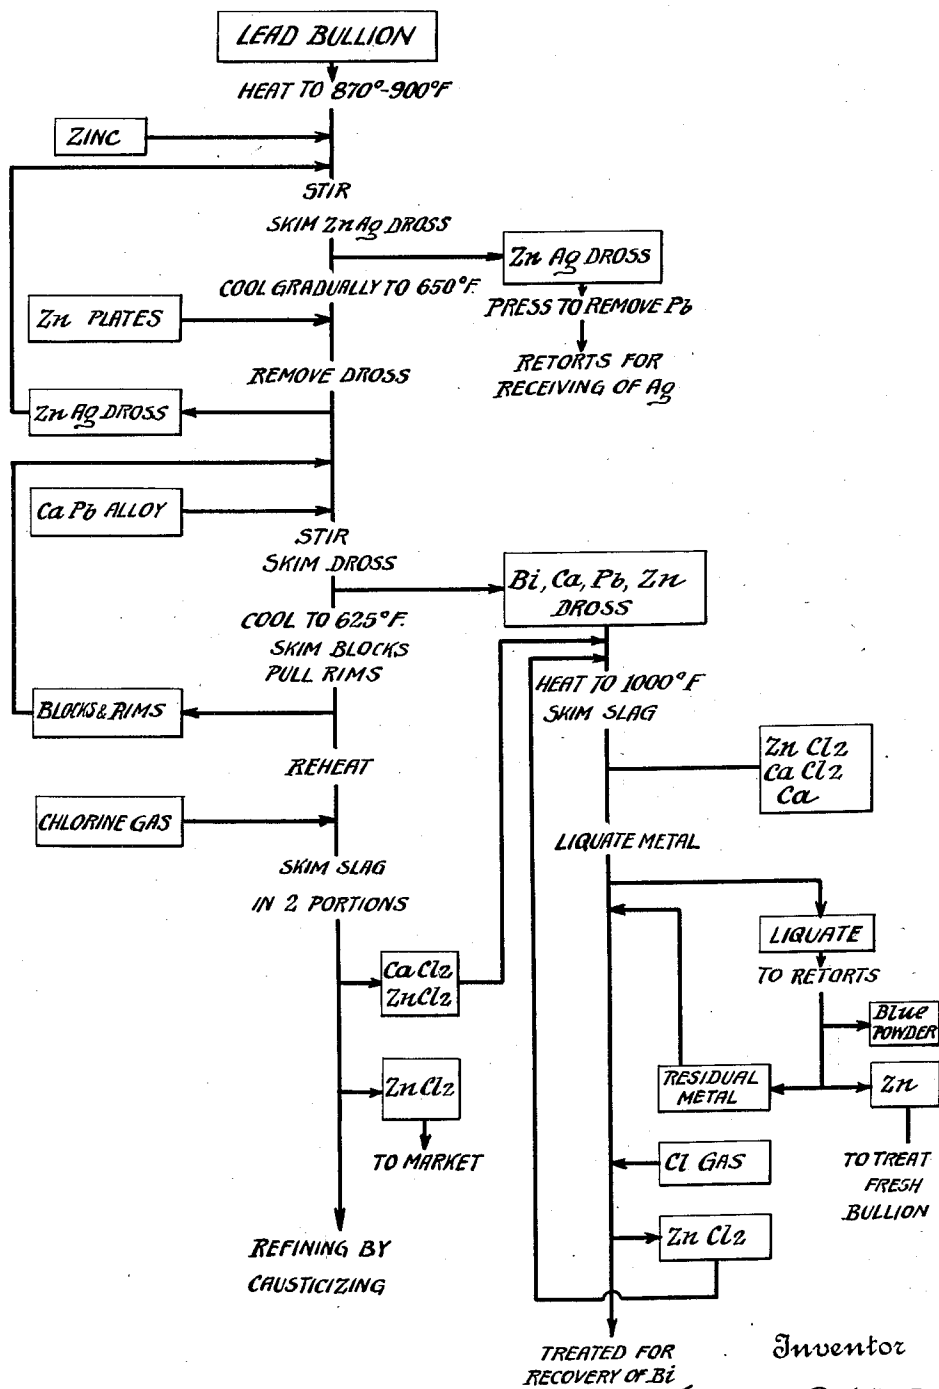 LEAD BULLION
HEAT TO 870°-900°F
ZINC
STIR
SKIM Zn Ag DROSS
Zn Ag DROSS
COOL GRADUALLY TO 650°F.
PRESS TO REMOVE Pb
Zn PLATES
RETORTS FOR
RECEIVING OF Ag
REMOVE DROSS
Zn Ag DROSS
Ca Pb ALLOY
STIR
SKIM DROSS
Bi, Ca, Pb, Zn
DROSS
COOL TO 625°F.
SKIM BLOCKS
PULL RIMS
HEAT TO 1000°F
SKIM SLAG
BLOCKS & RIMS
Zn Cl2
Ca Cl2
Ca
REHEAT
CHLORINE GAS
LIQUATE METAL
SKIM SLAG
IN 2 PORTIONS
LIQUATE
TO RETORTS
Ca Cl2
Zn Cl2
Blue
POWDER
RESIDUAL
METAL
Zn
Zn Cl2
TO MARKET
Cl GAS
TO TREAT
FRESH
BULLION
Zn Cl2
REFINING BY
CAUSTICIZING
TREATED FOR
RECOVERY OF Bi
Inventor